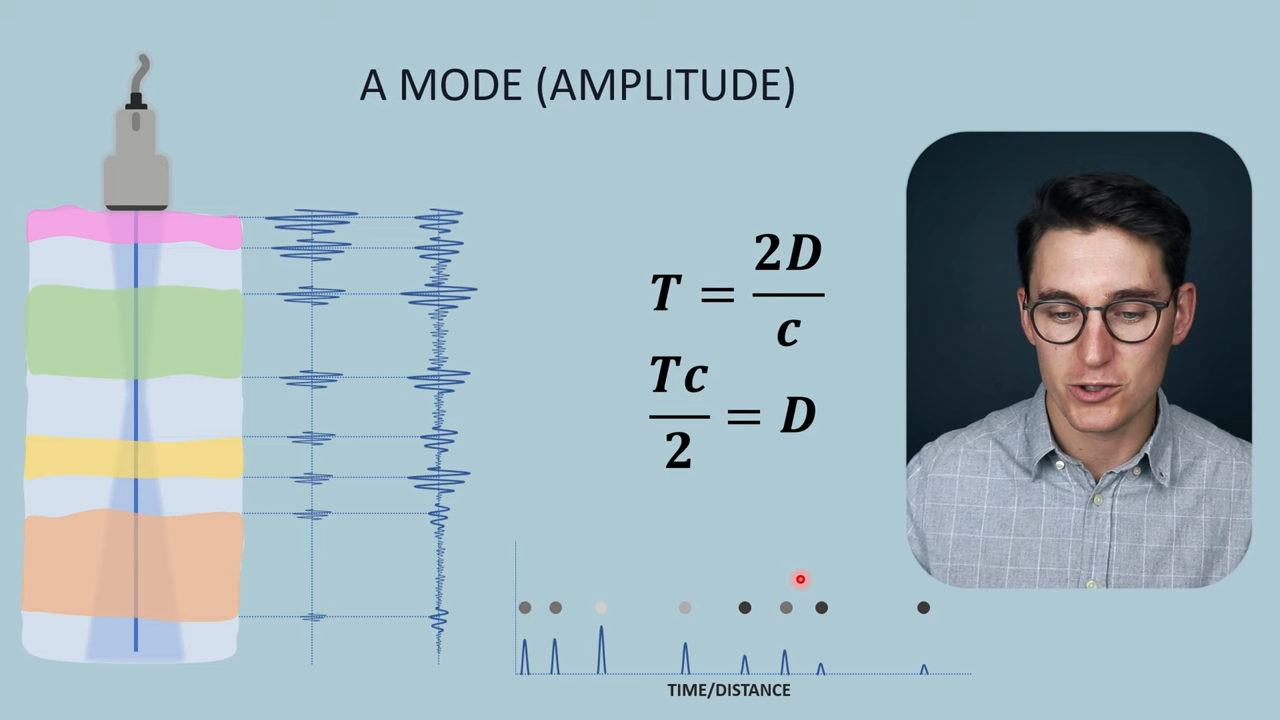 A MODE (AMPLITUDE)
T = 2D/c
Tc/2 = D
TIME/DISTANCE